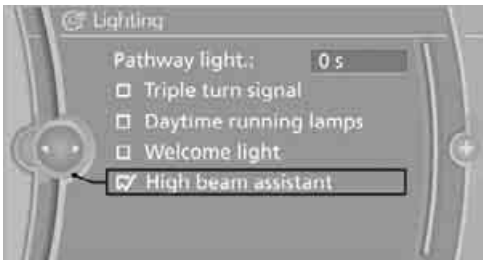 Lighting
Pathway light.: 0 s
Triple turn signal
Daytime running lamps
Welcome light
High beam assistant